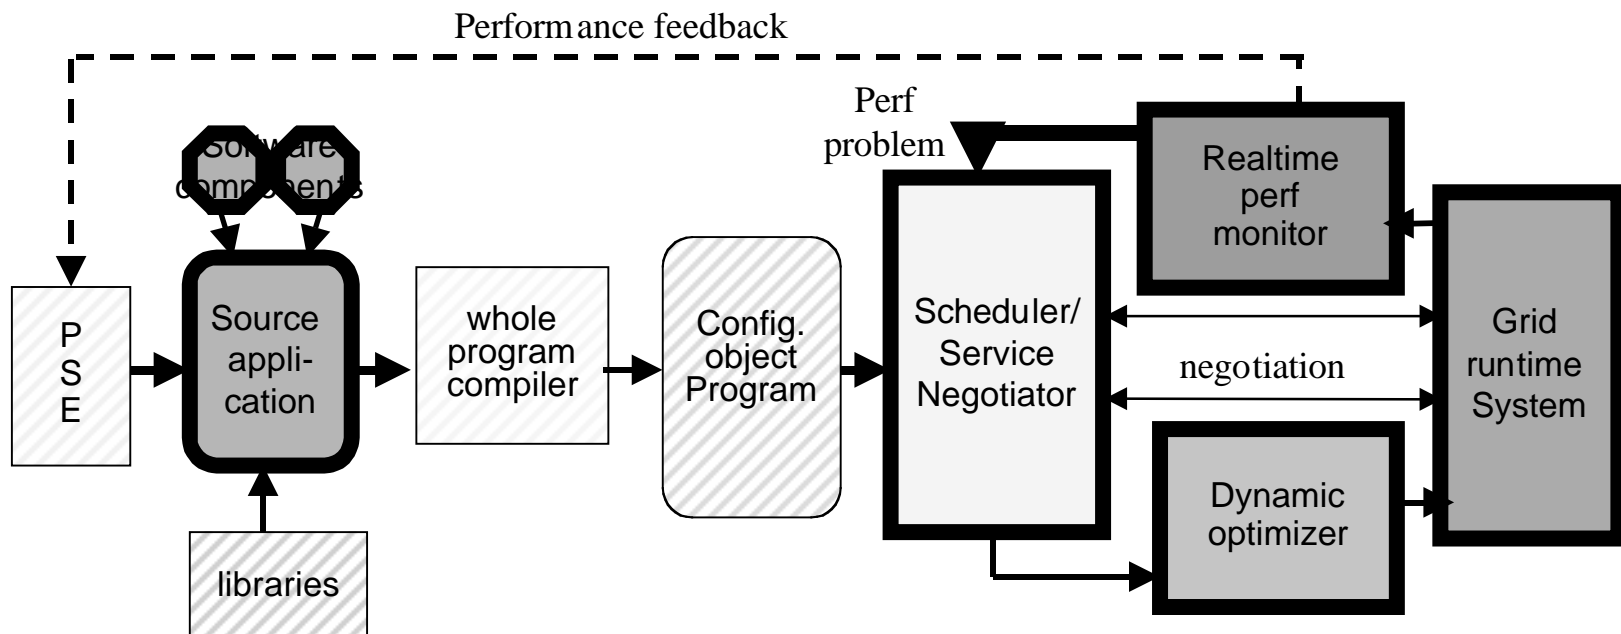 Performance feedback
Perf
problem
Software
components
Realtime
perf
monitor
P
S
E
Source
appli-
cation
whole
program
compiler
Config.
object
Program
Scheduler/
Service
Negotiator
negotiation
Grid
runtime
System
Dynamic
optimizer
libraries